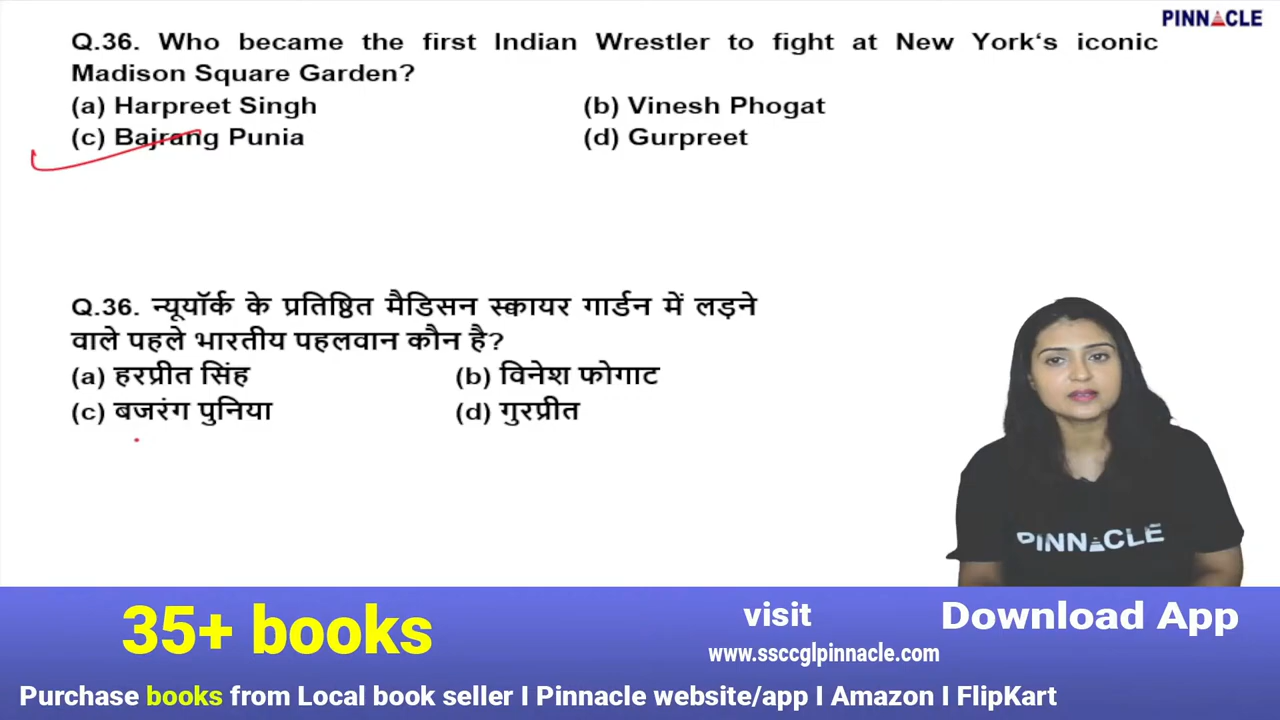 PINNACLE
Q.36. Who became the first Indian Wrestler to fight at New York‘s iconic
Madison Square Garden?
(a) Harpreet Singh (b) Vinesh Phogat
(c) Bajrang Punia (d) Gurpreet
Q.36. न्यूयॉर्क के प्रतिष्ठित मैडिसन स्क्वायर गार्डन में लड़ने
वाले पहले भारतीय पहलवान कौन है?
(a) हरप्रीत सिंह (b) विनेश फोगाट
(c) बजरंग पुनिया (d) गुरप्रीत
PINNACLE
35+ books
visit
www.ssccglpinnacle.com
Download App
Purchase books from Local book seller I Pinnacle website/app I Amazon I FlipKart